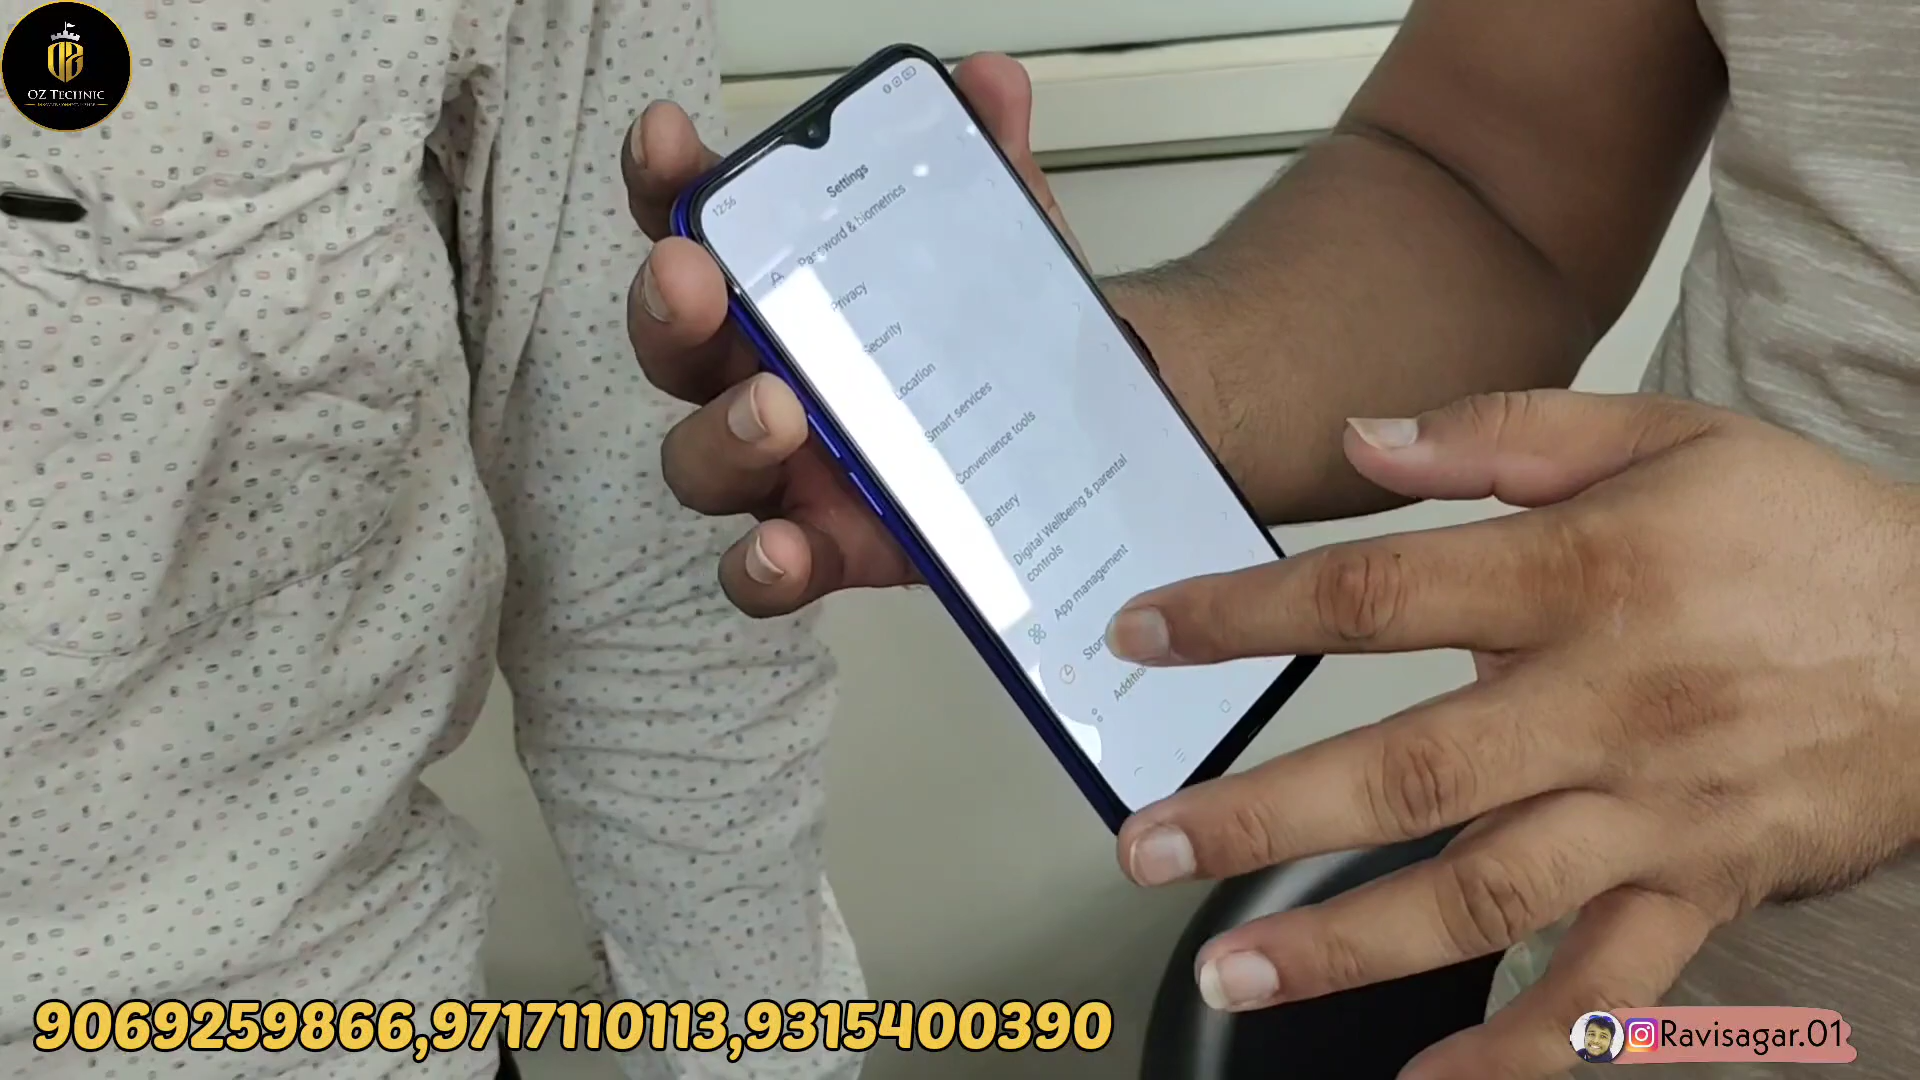 OZ TECHNIC
12:56
Settings
Password & biometrics
Privacy
Security
Location
Smart services
Convenience tools
Battery
Digital Wellbeing & parental
controls
App management
9069259866,9717110113,9315400390
Ravisagar.01